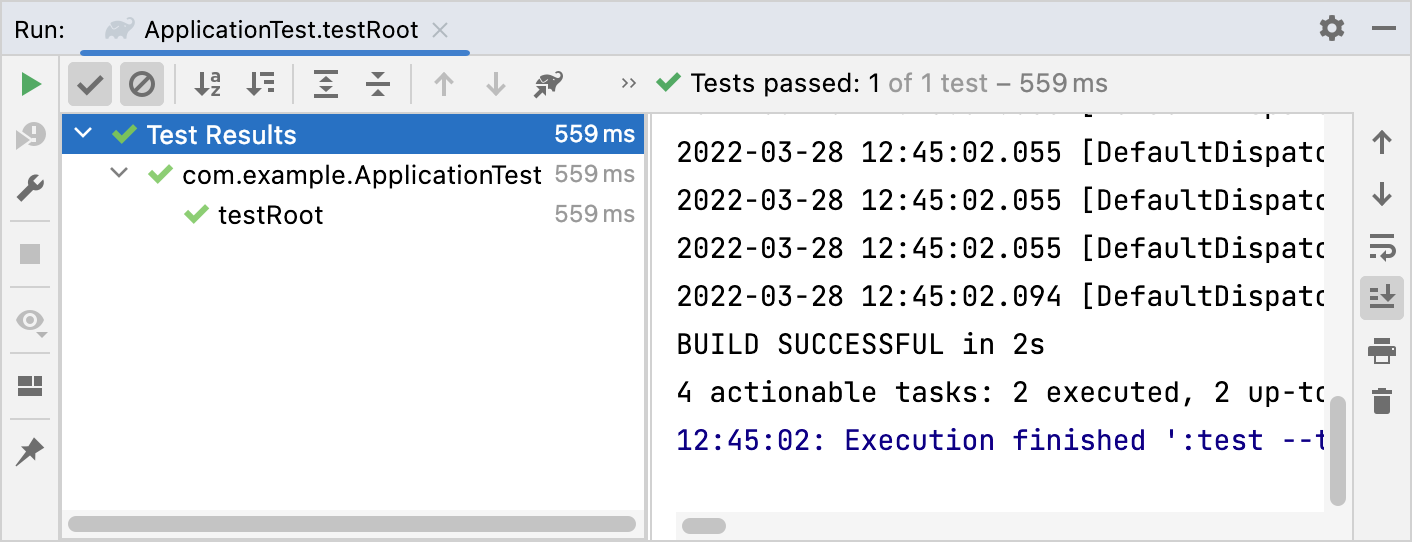 Run: ApplicationTest.testRoot
Tests passed: 1 of 1 test – 559 ms
Test Results 559 ms
com.example.ApplicationTest 559 ms
testRoot 559 ms
2022-03-28 12:45:02.055 [DefaultDispatc
2022-03-28 12:45:02.055 [DefaultDispatc
2022-03-28 12:45:02.055 [DefaultDispatc
2022-03-28 12:45:02.094 [DefaultDispatc
BUILD SUCCESSFUL in 2s
4 actionable tasks: 2 executed, 2 up-to
12:45:02: Execution finished ':test --t